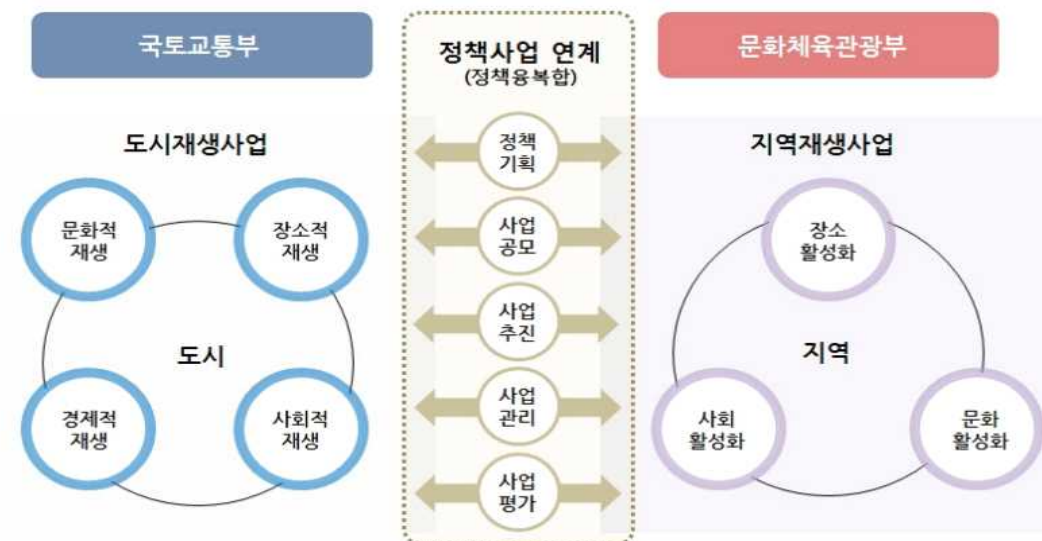 국토교통부
도시재생사업
문화적
재생
장소적
재생
도시
경제적
재생
사회적
재생
정책사업 연계
(정책융복합)
정책
기획
사업
공모
사업
추진
사업
관리
사업
평가
문화체육관광부
지역재생사업
장소
활성화
지역
사회
활성화
문화
활성화